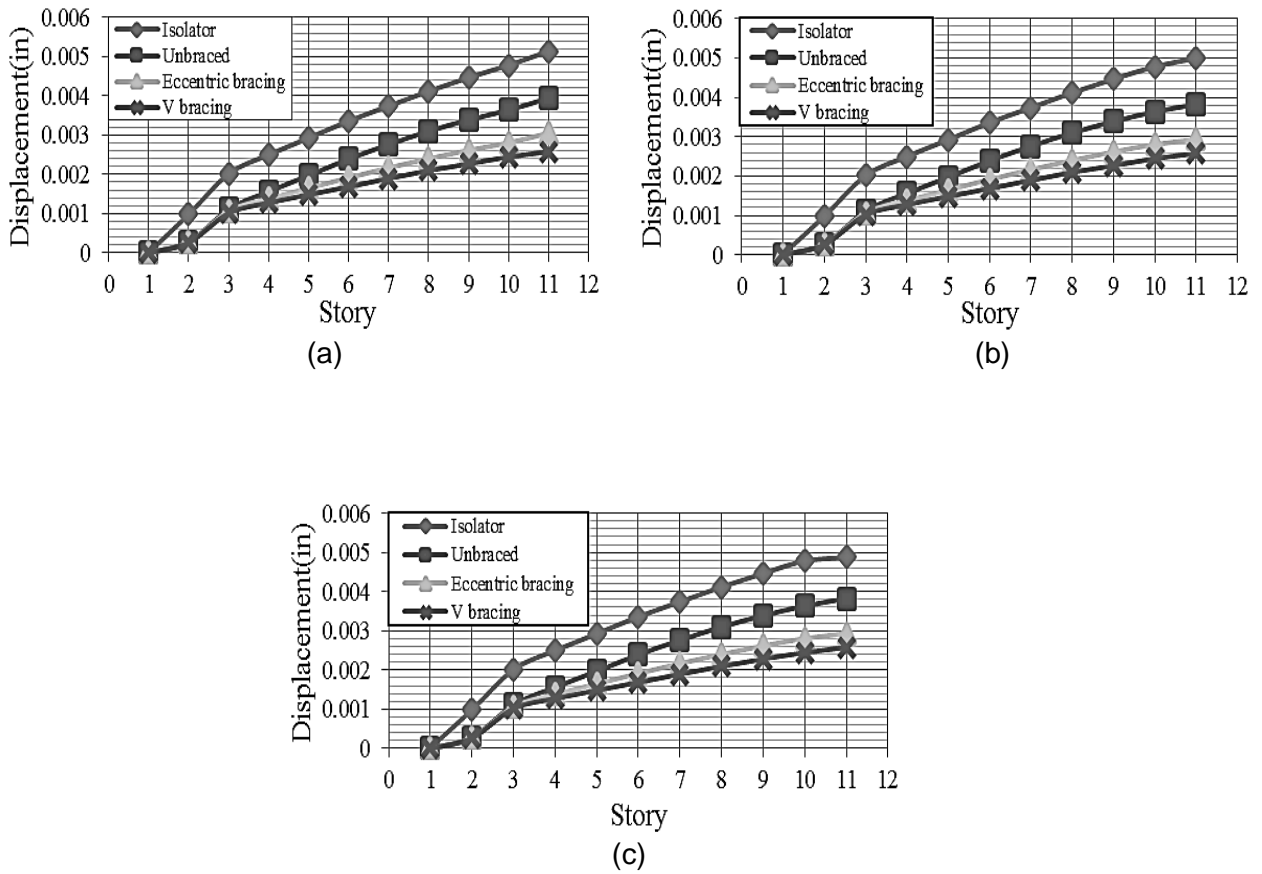 0.006
0.005
0.004
0.003
0.002
0.001
0
Displacement(in)
Isolator
Unbraced
Eccentric bracing
V bracing
0 1 2 3 4 5 6 7 8 9 10 11 12
Story
(a)
0.006
0.005
0.004
0.003
0.002
0.001
0
Displacement(in)
Isolator
Unbraced
Eccentric bracing
V bracing
0 1 2 3 4 5 6 7 8 9 10 11 12
Story
(b)
0.006
0.005
0.004
0.003
0.002
0.001
0
Displacement(in)
Isolator
Unbraced
Eccentric bracing
V bracing
0 1 2 3 4 5 6 7 8 9 10 11 12
Story
(c)